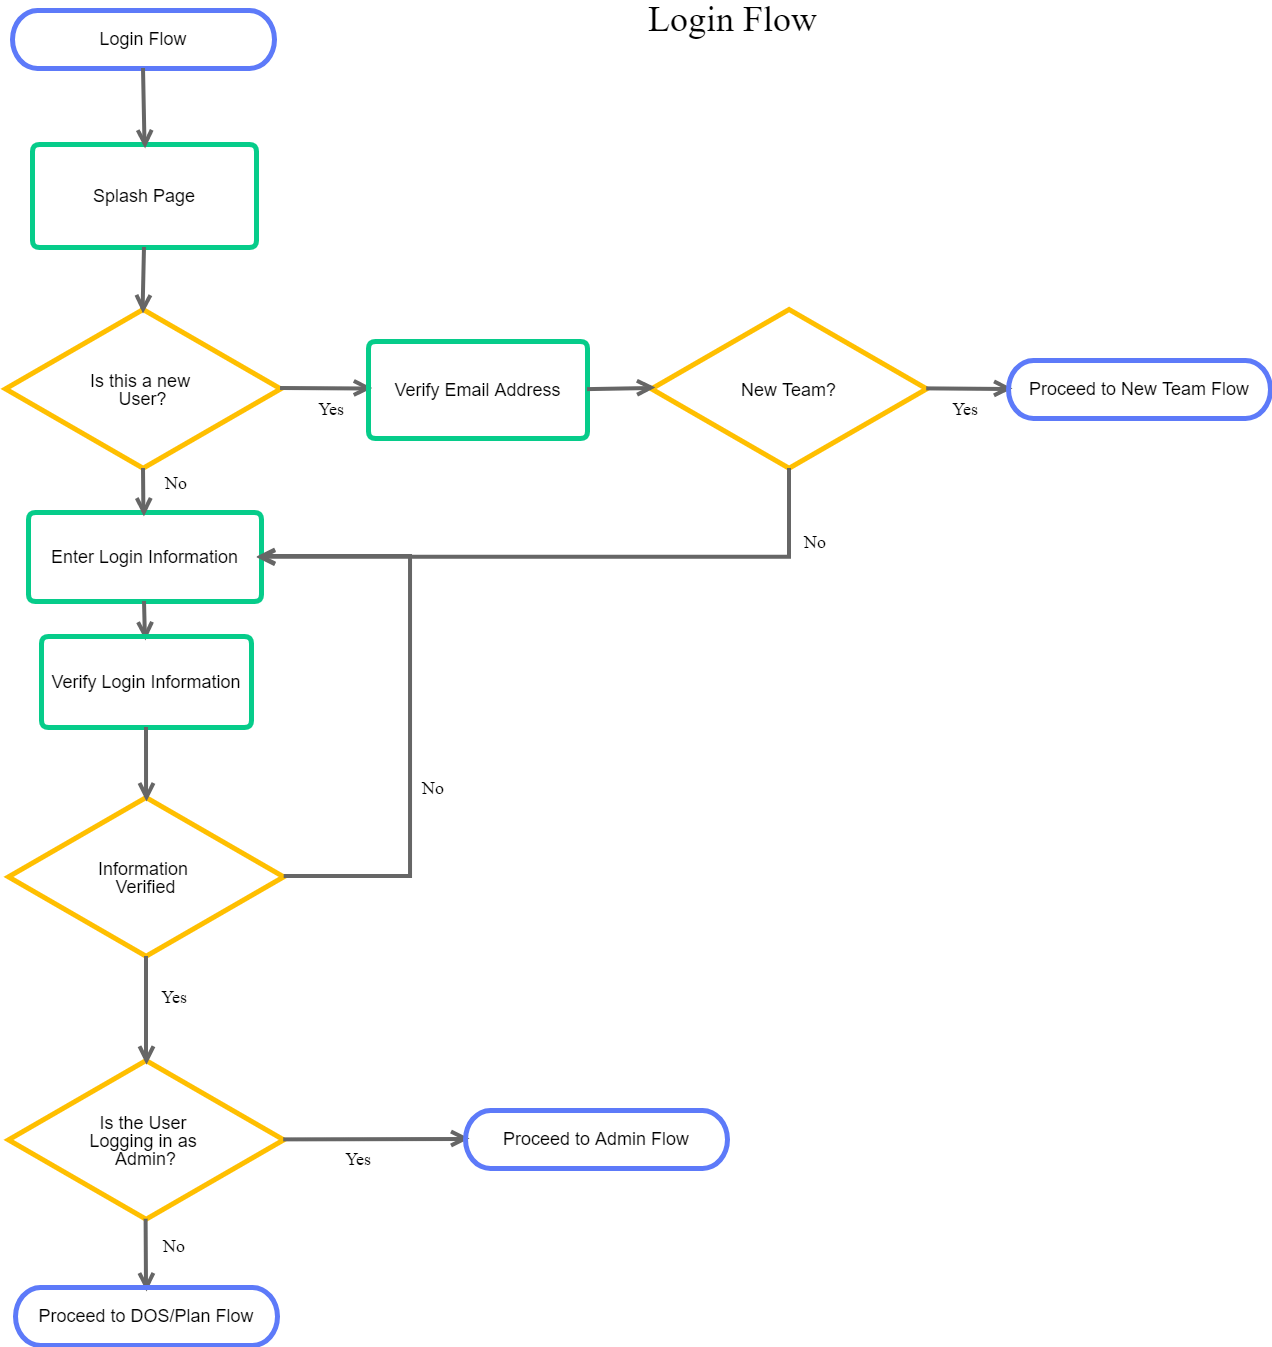 Login Flow
Login Flow
Splash Page
Is this a new
User?
Yes
Verify Email Address
New Team?
Yes
Proceed to New Team Flow
No
Enter Login Information
No
Verify Login Information
No
Information
Verified
Yes
Is the User
Logging in as
Admin?
Yes
Proceed to Admin Flow
No
Proceed to DOS/Plan Flow